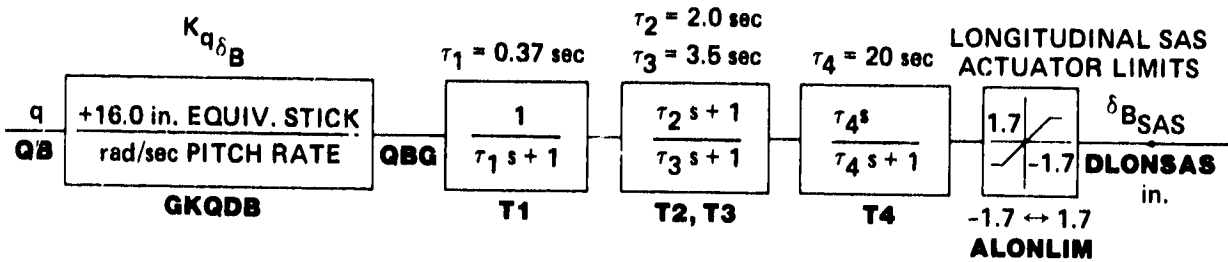 K_qδ_B
q
QB
+16.0 in. EQUIV. STICK
rad/sec PITCH RATE
GKQDB
QBG
τ1 = 0.37 sec
1
τ1 s + 1
T1
τ2 = 2.0 sec
τ3 = 3.5 sec
τ2 s + 1
τ3 s + 1
T2, T3
τ4 = 20 sec
τ4s
τ4 s + 1
T4
LONGITUDINAL SAS
ACTUATOR LIMITS
1.7
-1.7
-1.7 ↔ 1.7
ALONLIM
δ_BSAS
DLONSAS
in.